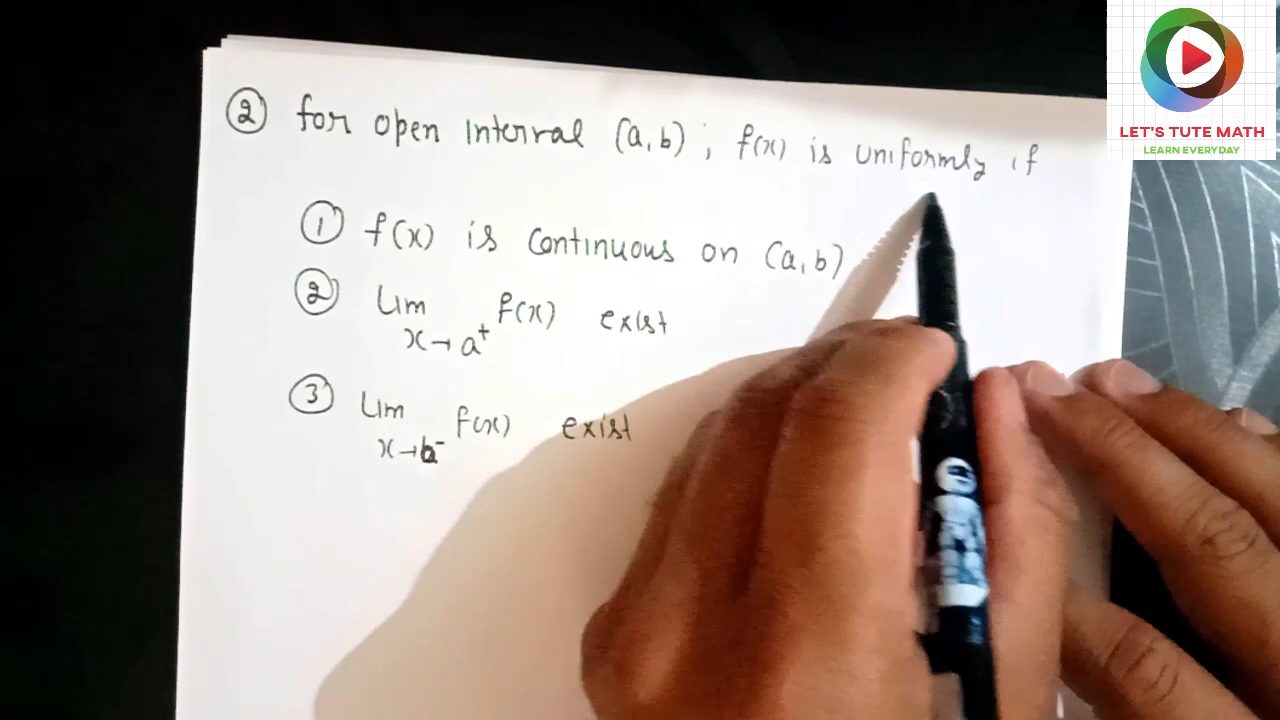 ② for open interval (a, b) ; f(x) is uniformly if
① f(x) is continuous on (a, b)
② Lim f(x) exist
x→a⁺
③ Lim f(x) exist
x→b⁻
LET'S TUTE MATH
LEARN EVERYDAY